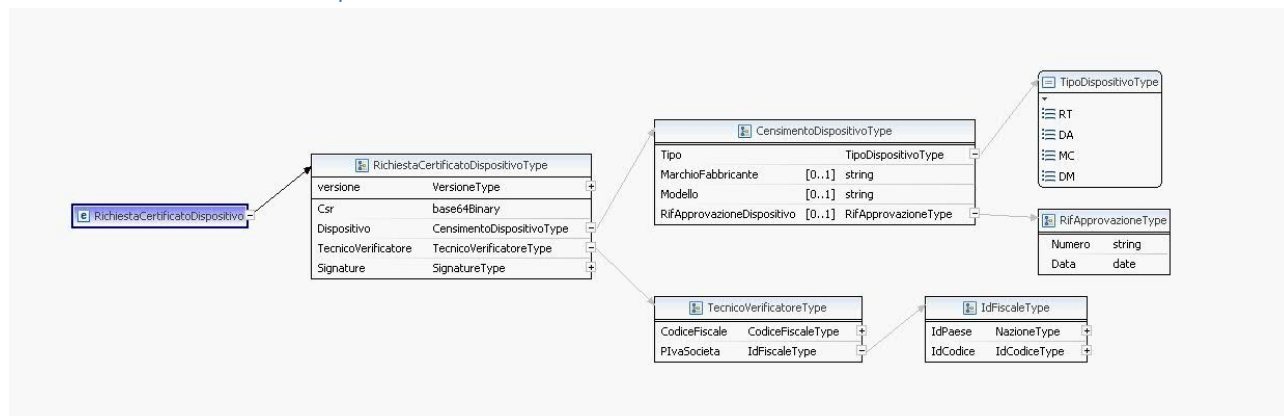 RichiestaCertificatoDispositivo
RichiestaCertificatoDispositivoType
versione VersioneType
Csr base64Binary
Dispositivo CensimentoDispositivoType
TecnicoVerificatore TecnicoVerificatoreType
Signature SignatureType
CensimentoDispositivoType
Tipo TipoDispositivoType
MarchioFabbricante [0..1] string
Modello [0..1] string
RifApprovazioneDispositivo [0..1] RifApprovazioneType
TipoDispositivoType
RT
DA
MC
DM
RifApprovazioneType
Numero string
Data date
TecnicoVerificatoreType
CodiceFiscale CodiceFiscaleType
PIvaSocieta IdFiscaleType
IdFiscaleType
IdPaese NazioneType
IdCodice IdCodiceType